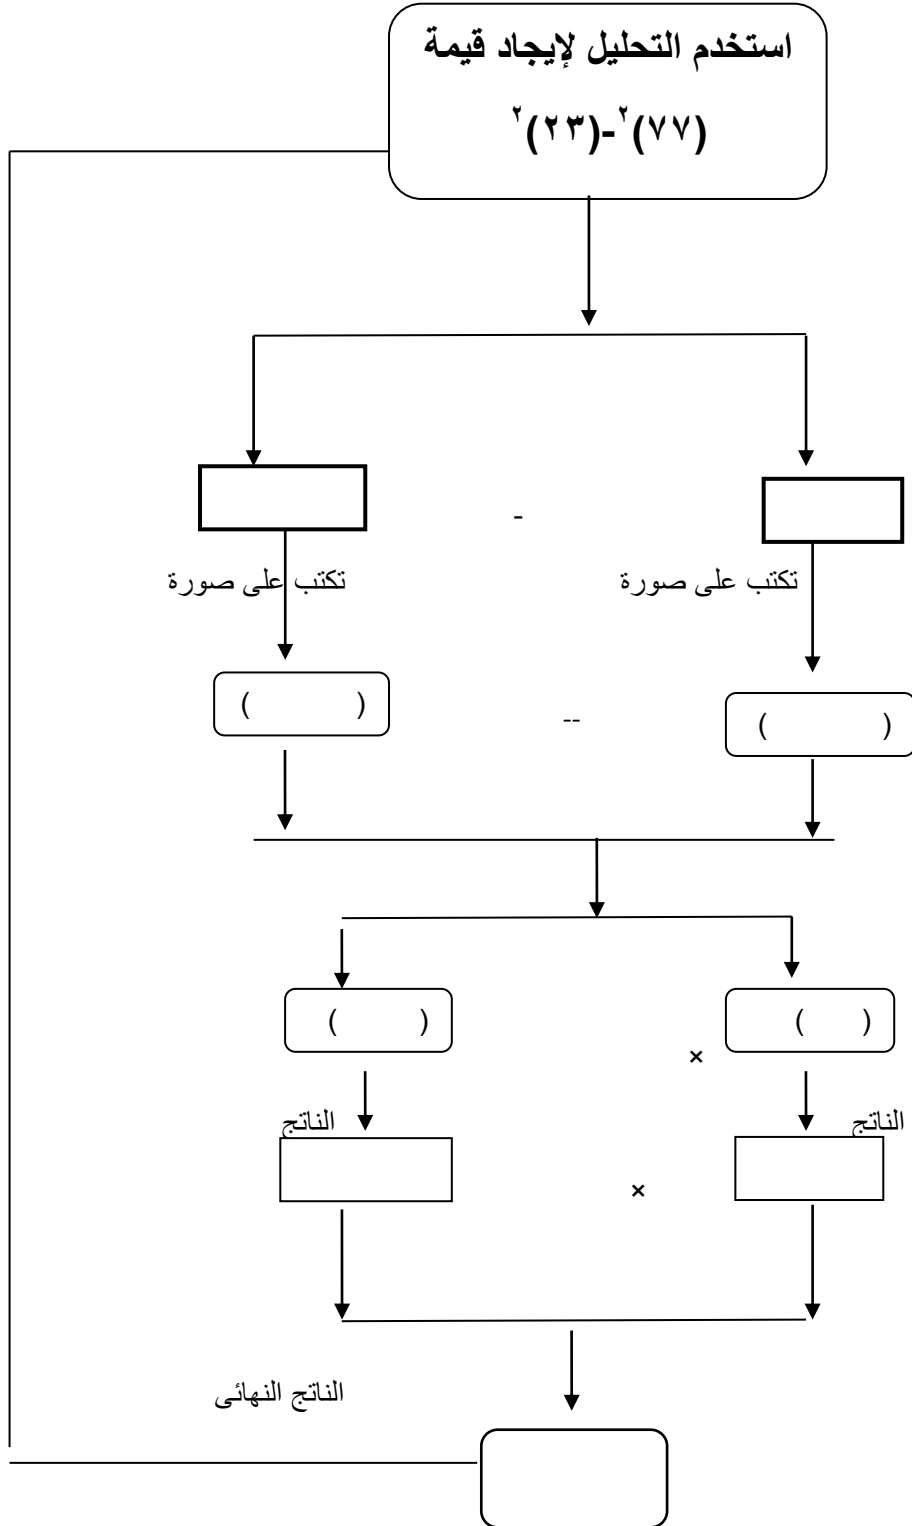 استخدم التحليل لإيجاد قيمة
(٧٧)٢-(٢٣)٢
-
تكتب على صورة
تكتب على صورة
( )
--
( )
( )
×
( )
الناتج
الناتج
×
الناتج النهائى